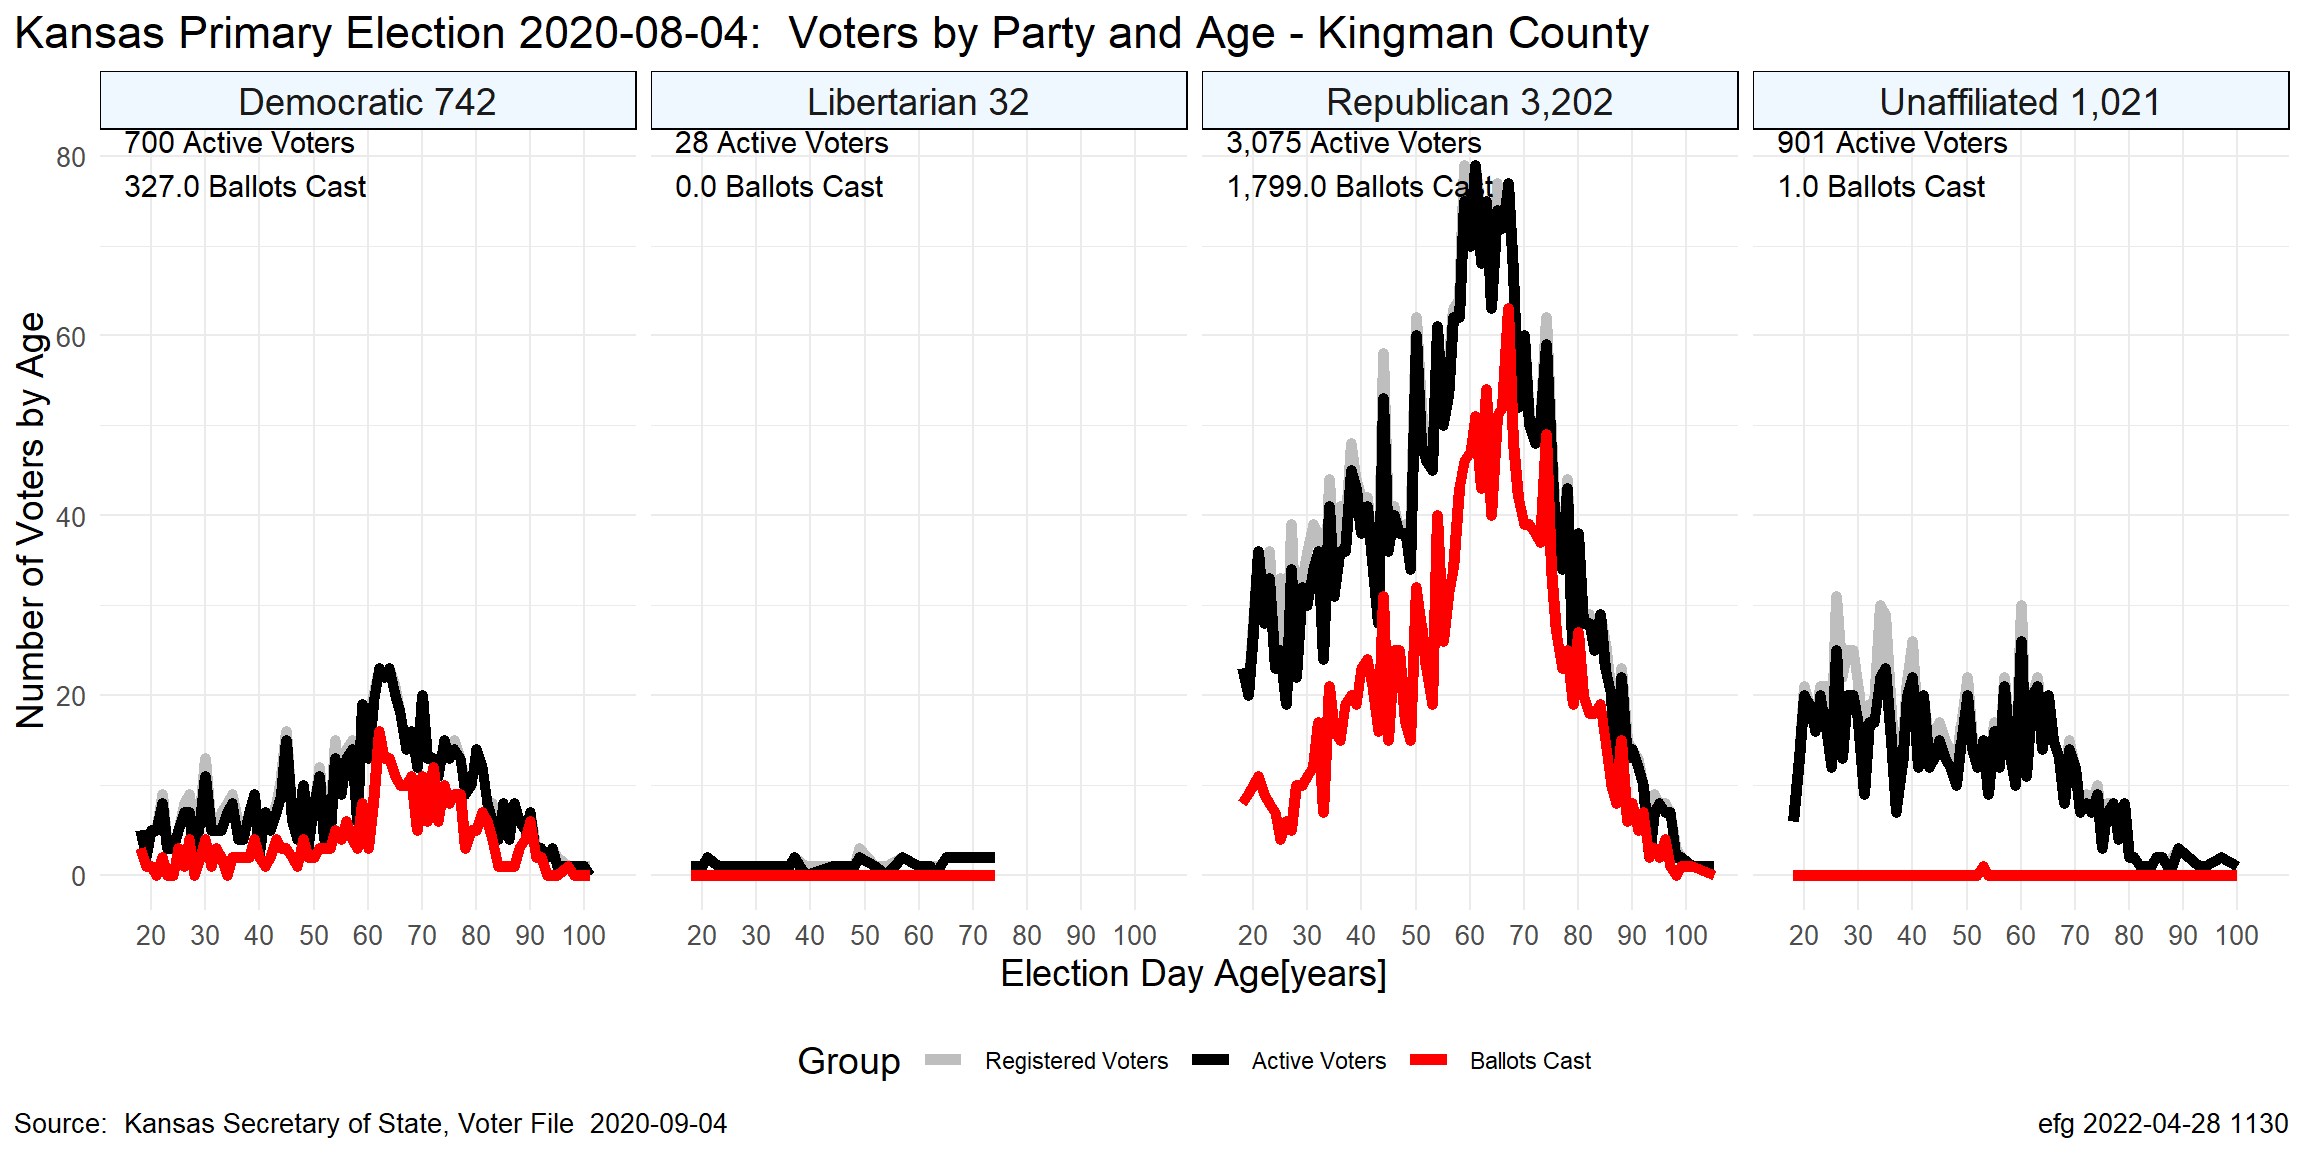 Kansas Primary Election 2020-08-04:  Voters by Party and Age - Kingman County
Democratic 742
Libertarian 32
Republican 3,202
Unaffiliated 1,021
700 Active Voters
327.0 Ballots Cast
28 Active Voters
0.0 Ballots Cast
3,075 Active Voters
1,799.0 Ballots Cast
901 Active Voters
1.0 Ballots Cast
Number of Voters by Age
80
60
40
20
0
20 30 40 50 60 70 80 90 100
20 30 40 50 60 70 80 90 100
20 30 40 50 60 70 80 90 100
20 30 40 50 60 70 80 90 100
Election Day Age[years]
Group Registered Voters Active Voters Ballots Cast
Source:  Kansas Secretary of State, Voter File  2020-09-04
efg 2022-04-28 1130